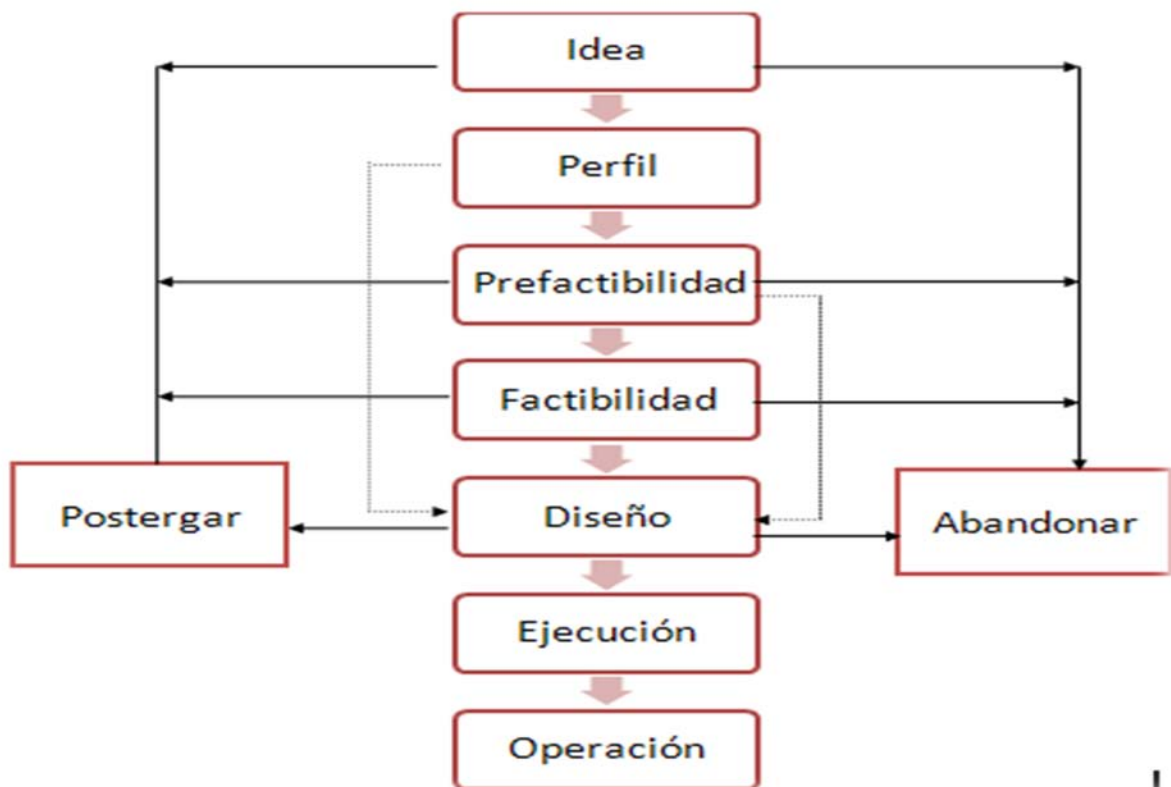 Idea
Perfil
Prefactibilidad
Factibilidad
Postergar
Diseño
Abandonar
Ejecución
Operación